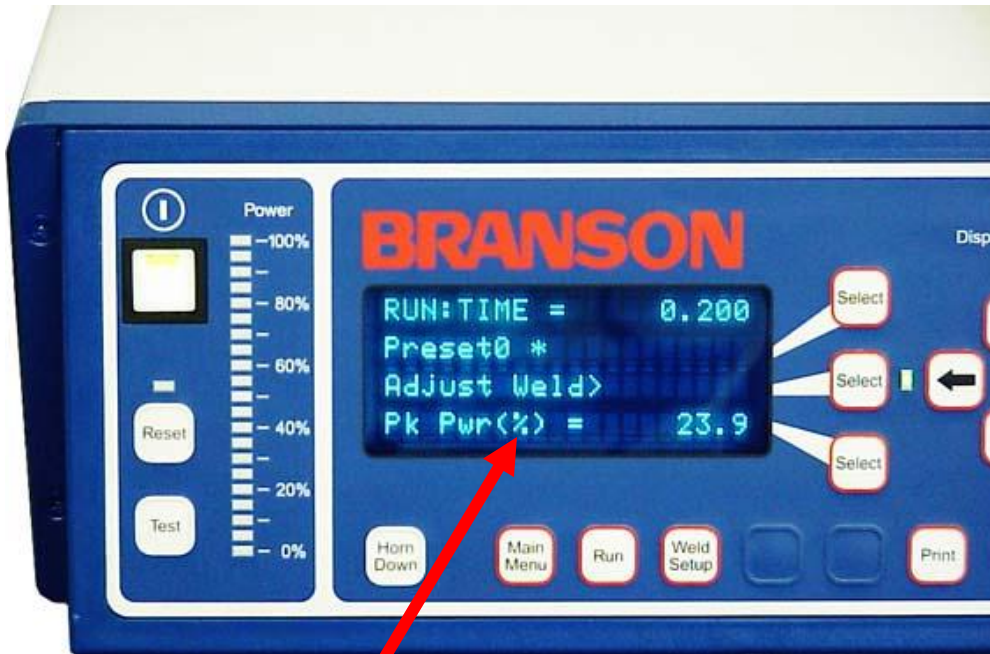 Power
100%
80%
60%
40%
20%
0%
Reset
Test
BRANSON
RUN:TIME = 0.200
Preset0 *
Adjust Weld>
Pk Pwr(%) = 23.9
Disp
Select
Select
Select
Horn
Down
Main
Menu
Run
Weld
Setup
Print